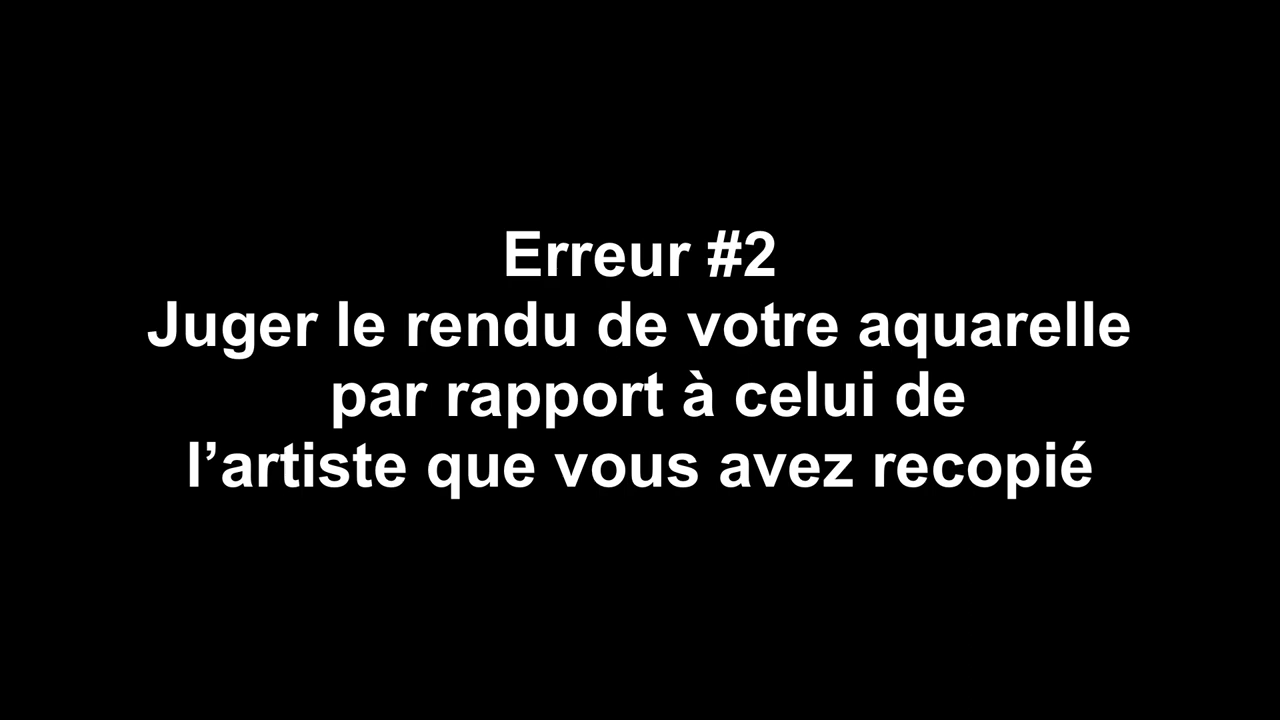 Erreur #2
Juger le rendu de votre aquarelle
par rapport à celui de
l’artiste que vous avez recopié